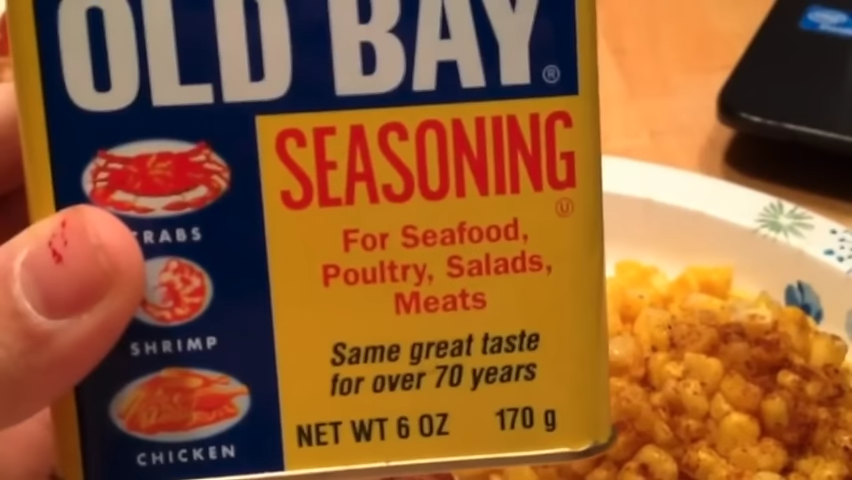 OLD BAY®
SEASONING
U
For Seafood,
Poultry, Salads,
Meats
Same great taste
for over 70 years
NET WT 6 OZ 170 g
RABS
SHRIMP
CHICKEN